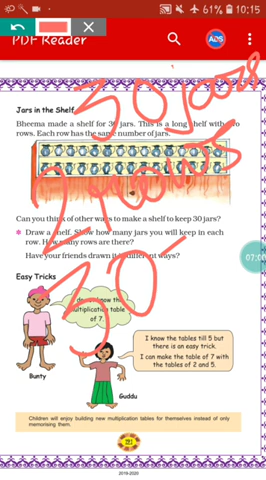 61% 10:15
PDF Reader
Jars in the Shelf
Bheema made a shelf for 30 jars. This is a long shelf with two
rows. Each row has the same number of jars.
30 jars
2 rows
30
Can you think of other ways to make a shelf to keep 30 jars?
Draw a shelf. Show how many jars you will keep in each
row. How many rows are there?
Have your friends drawn it in different ways?
07:00
Easy Tricks
I don't know the
multiplication table
of 7.
I know the tables till 5 but
there is an easy trick.
I can make the table of 7 with
the tables of 2 and 5.
Bunty
Guddu
Children will enjoy building new multiplication tables for themselves instead of only
memorising them.
2019-2020